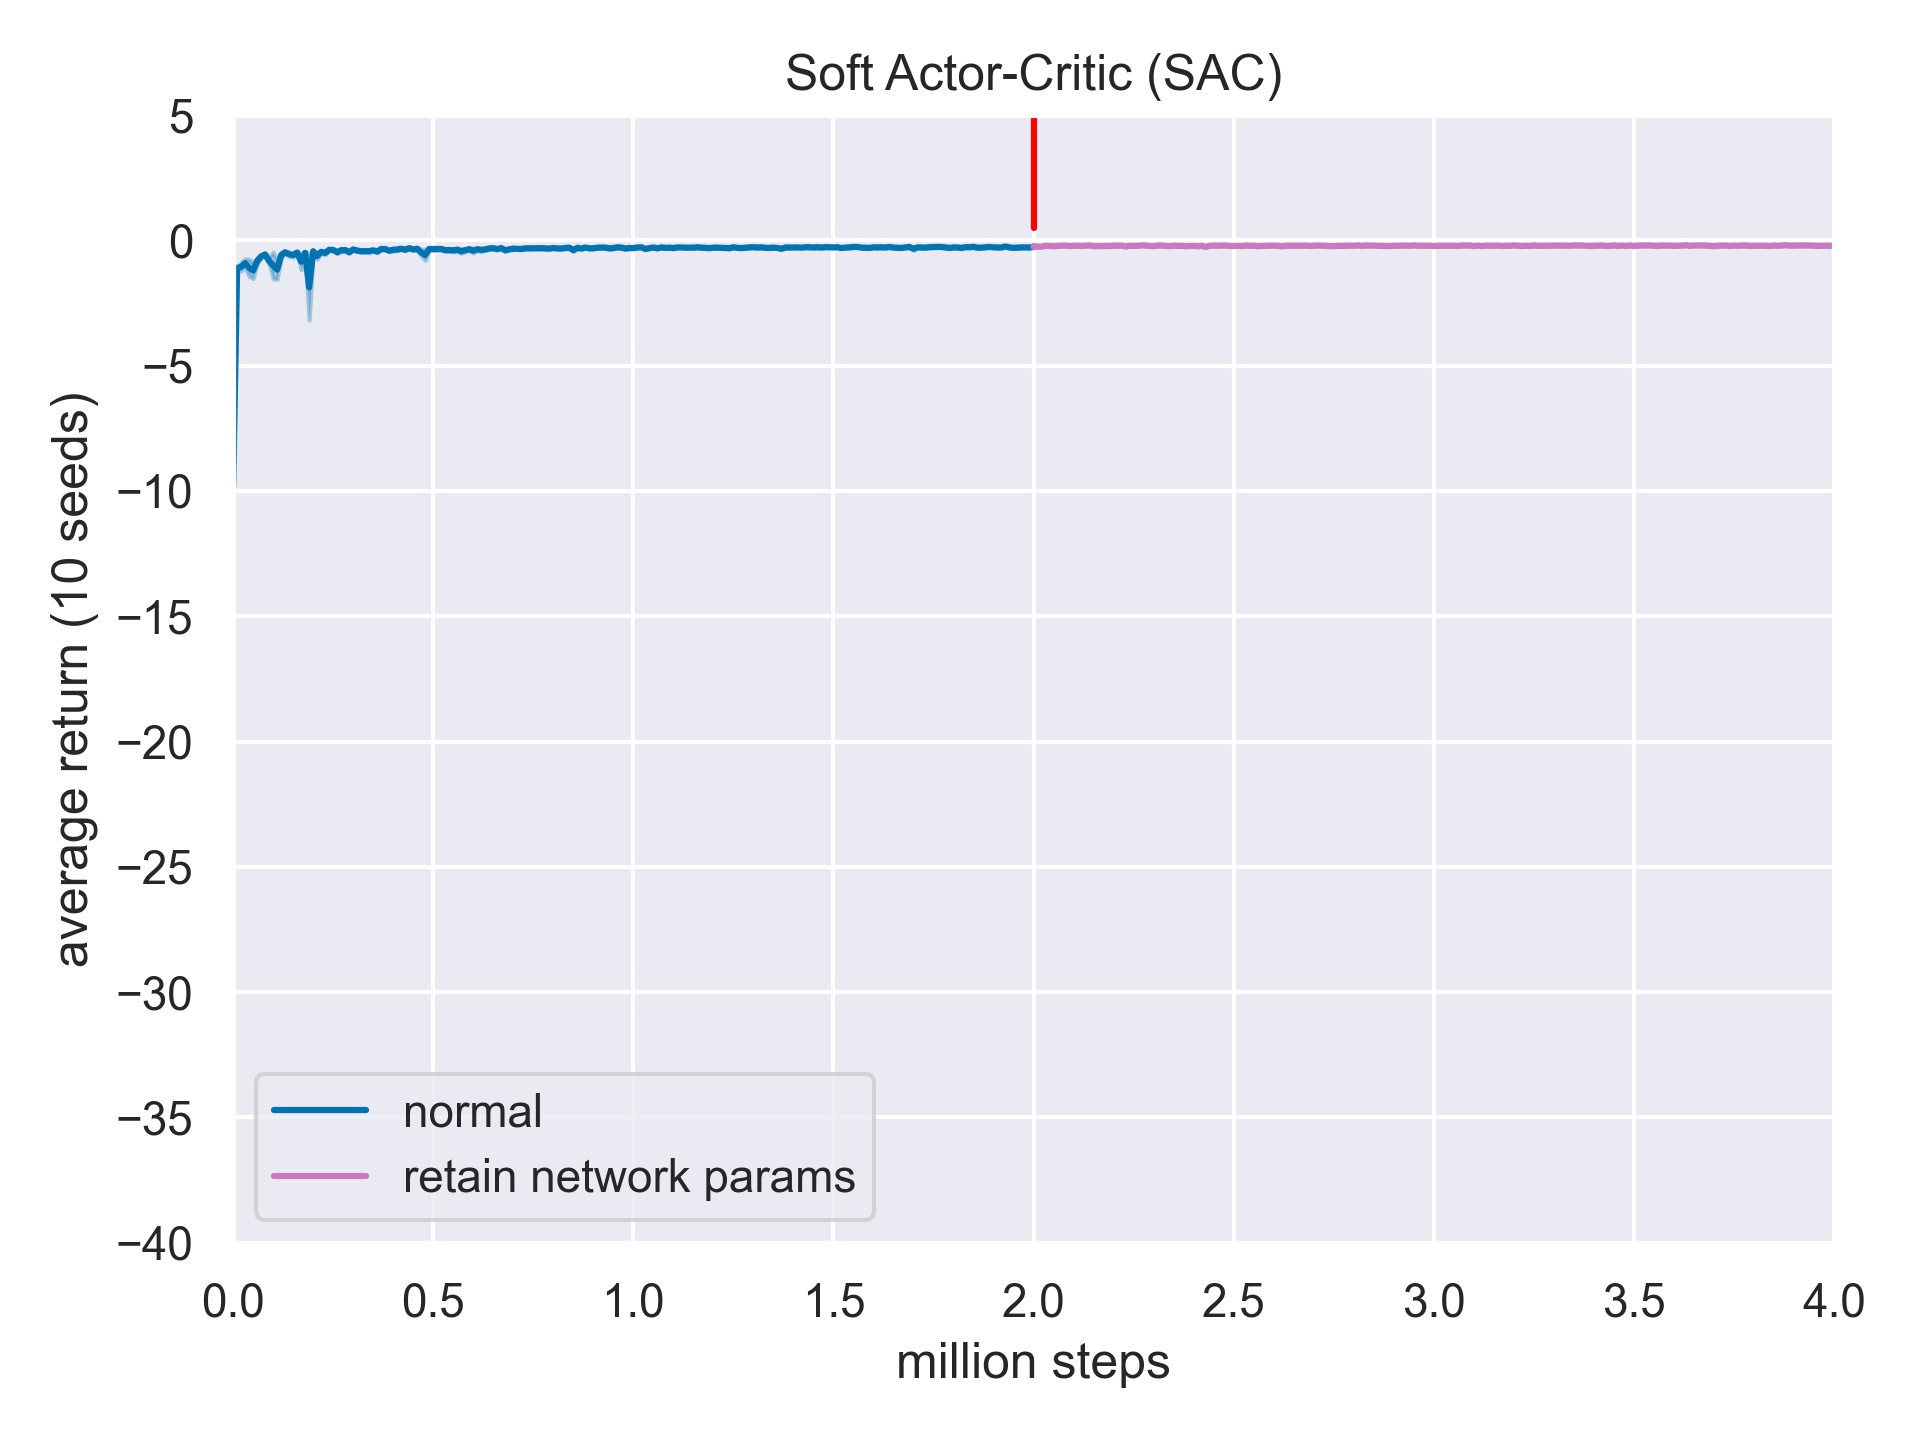 Soft Actor-Critic (SAC)
5
0
−5
−10
−15
−20
−25
−30
−35
−40
average return (10 seeds)
normal
retain network params
0.0 0.5 1.0 1.5 2.0 2.5 3.0 3.5 4.0
million steps